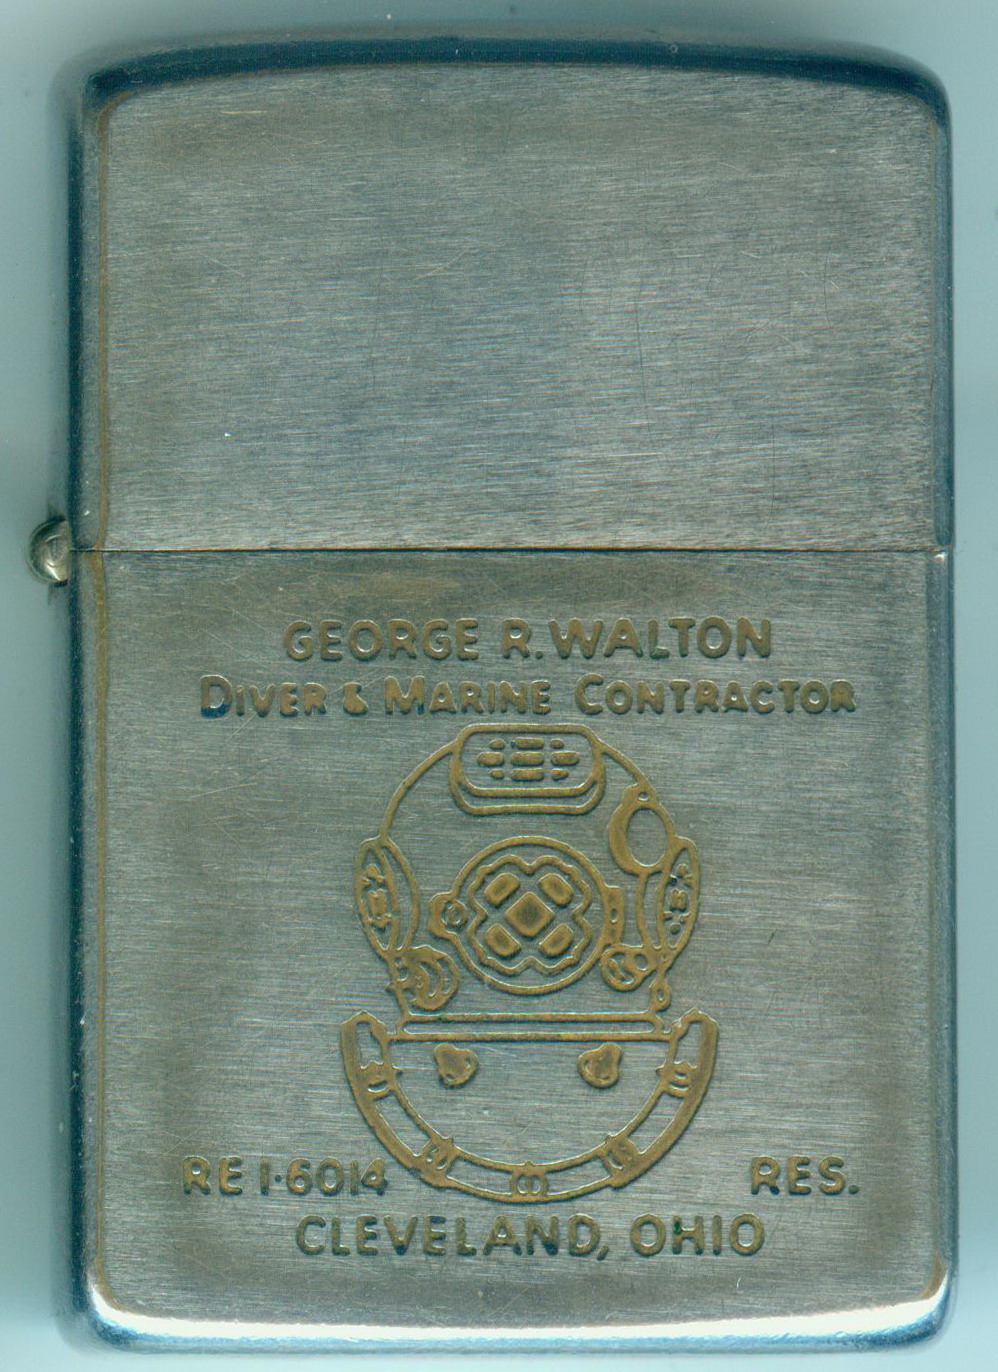 GEORGE R. WALTON
DIVER & MARINE CONTRACTOR
RE 1·6014 RES.
CLEVELAND, OHIO